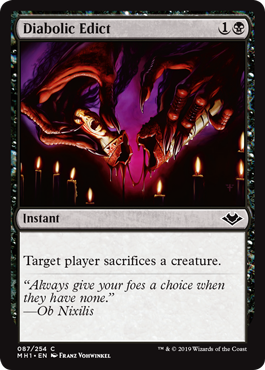 Diabolic Edict 1
Instant
Target player sacrifices a creature.
“Always give your foes a choice when
they have none.”
—Ob Nixilis
087/254 C
MH1 • EN Franz Vohwinkel
™ & © 2019 Wizards of the Coast